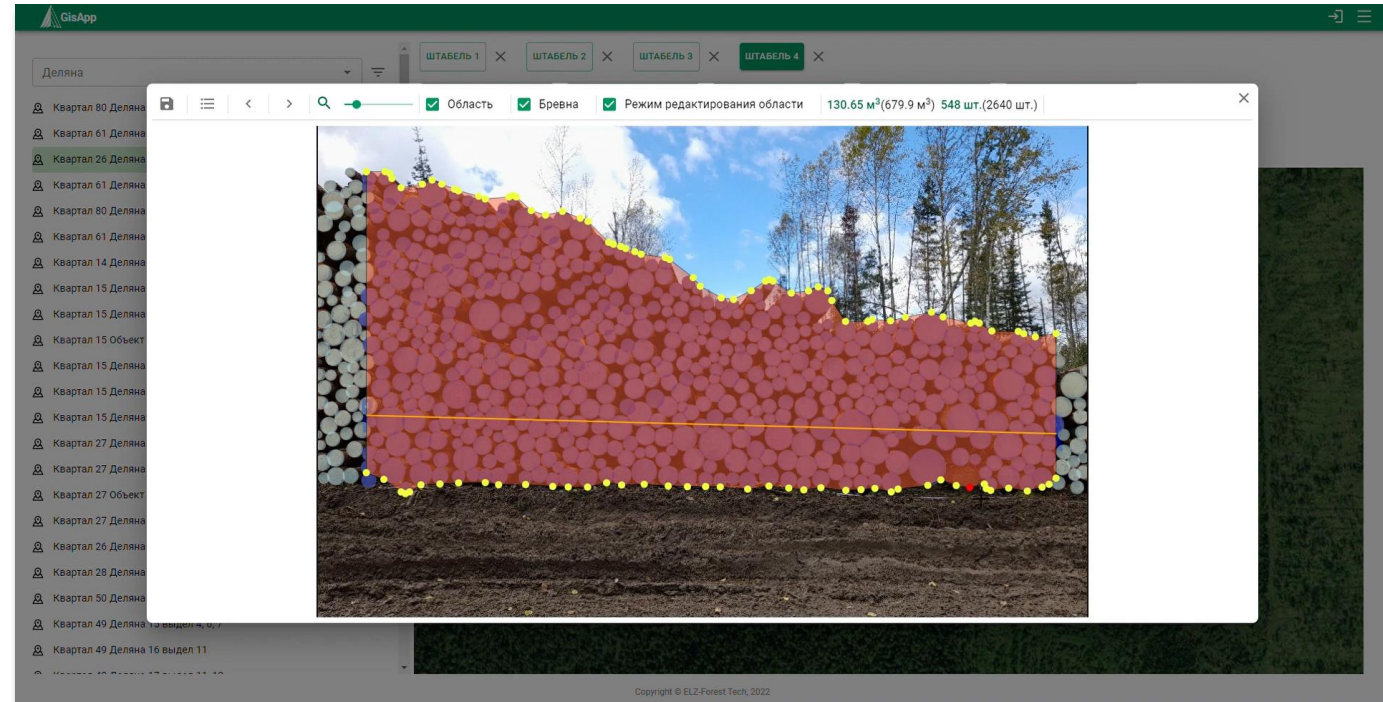 GisApp
ШТАБЕЛЬ 1
ШТАБЕЛЬ 2
ШТАБЕЛЬ 3
ШТАБЕЛЬ 4
Деляна
Область
Бревна
Режим редактирования области
130.65 м³(679.9 м³) 548 шт.(2640 шт.)
Квартал 80 Деляна
Квартал 61 Деляна
Квартал 26 Деляна
Квартал 61 Деляна
Квартал 80 Деляна
Квартал 61 Деляна
Квартал 14 Деляна
Квартал 15 Деляна
Квартал 15 Деляна
Квартал 15 Объект
Квартал 15 Деляна
Квартал 15 Деляна
Квартал 15 Деляна
Квартал 27 Деляна
Квартал 27 Деляна
Квартал 27 Объект
Квартал 27 Деляна
Квартал 26 Деляна
Квартал 28 Деляна
Квартал 50 Деляна
Квартал 49 Деляна 15 выдел 4, 6, 7
Квартал 49 Деляна 16 выдел 11
Copyright © ELZ-Forest Tech, 2022